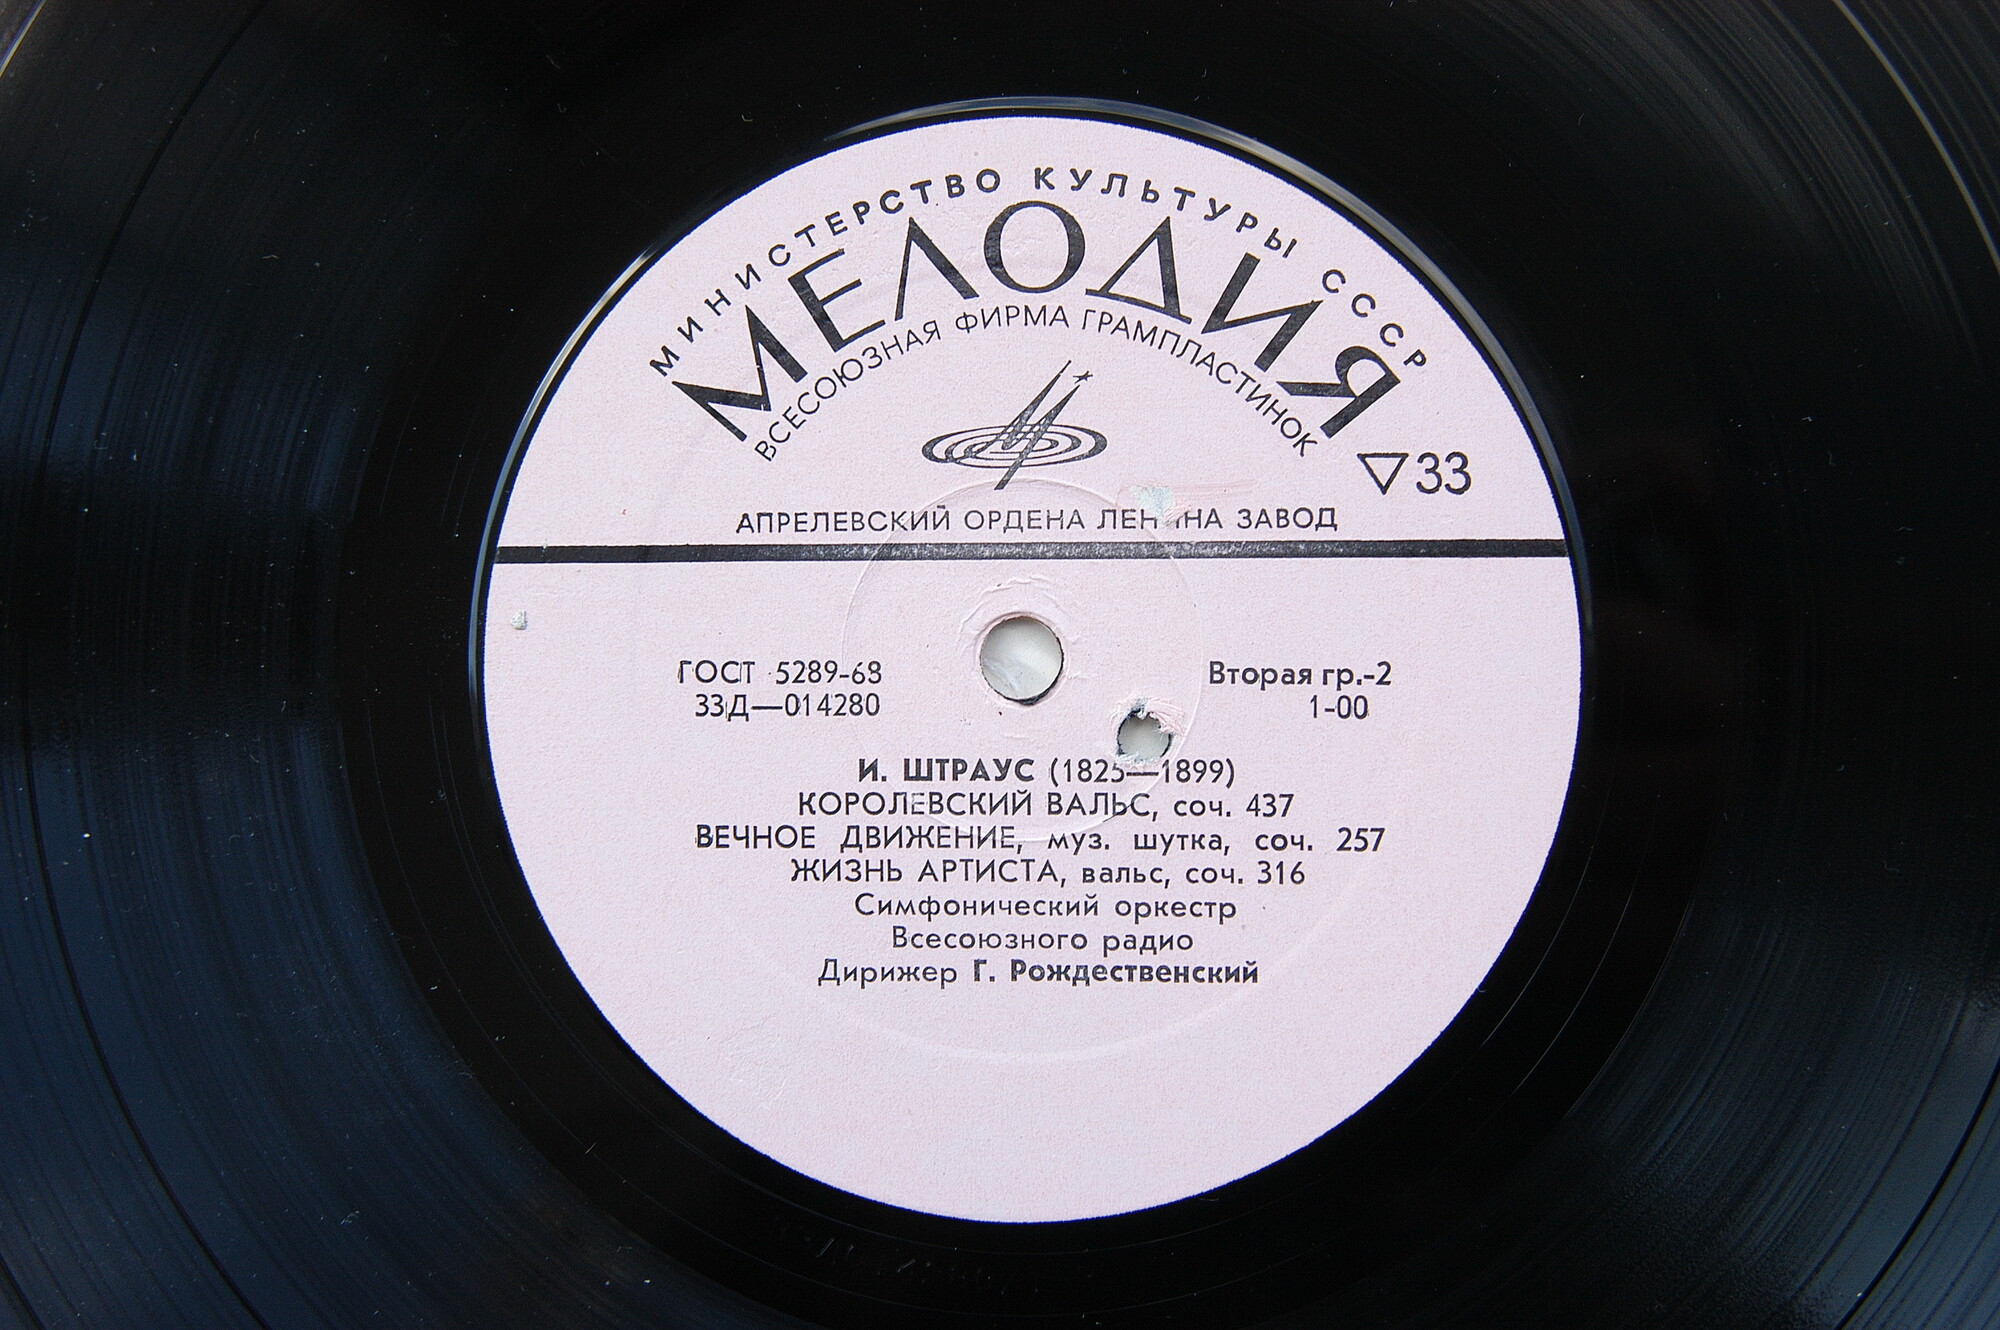 МИНИСТЕРСТВО КУЛЬТУРЫ СССР
МЕЛОДИЯ
ВСЕСОЮЗНАЯ ФИРМА ГРАМПЛАСТИНОК
▽33
АПРЕЛЕВСКИЙ ОРДЕНА ЛЕНИНА ЗАВОД
ГОСТ 5289-68
33Д—014280
Вторая гр.-2
1-00
И. ШТРАУС (1825—1899)
КОРОЛЕВСКИЙ ВАЛЬС, соч. 437
ВЕЧНОЕ ДВИЖЕНИЕ, муз. шутка, соч. 257
ЖИЗНЬ АРТИСТА, вальс, соч. 316
Симфонический оркестр
Всесоюзного радио
Дирижер Г. Рождественский